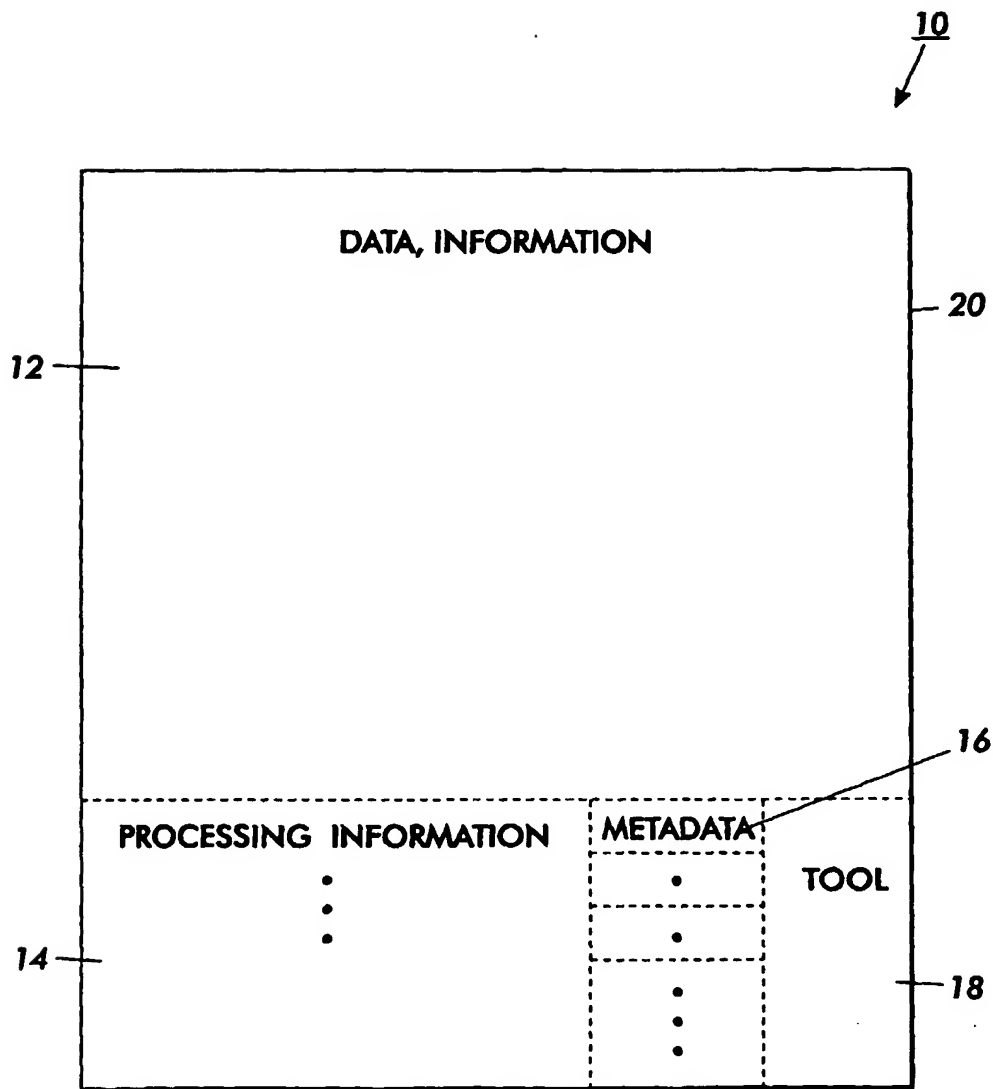 10
DATA, INFORMATION
20
12
16
PROCESSING INFORMATION
METADATA
TOOL
14
18